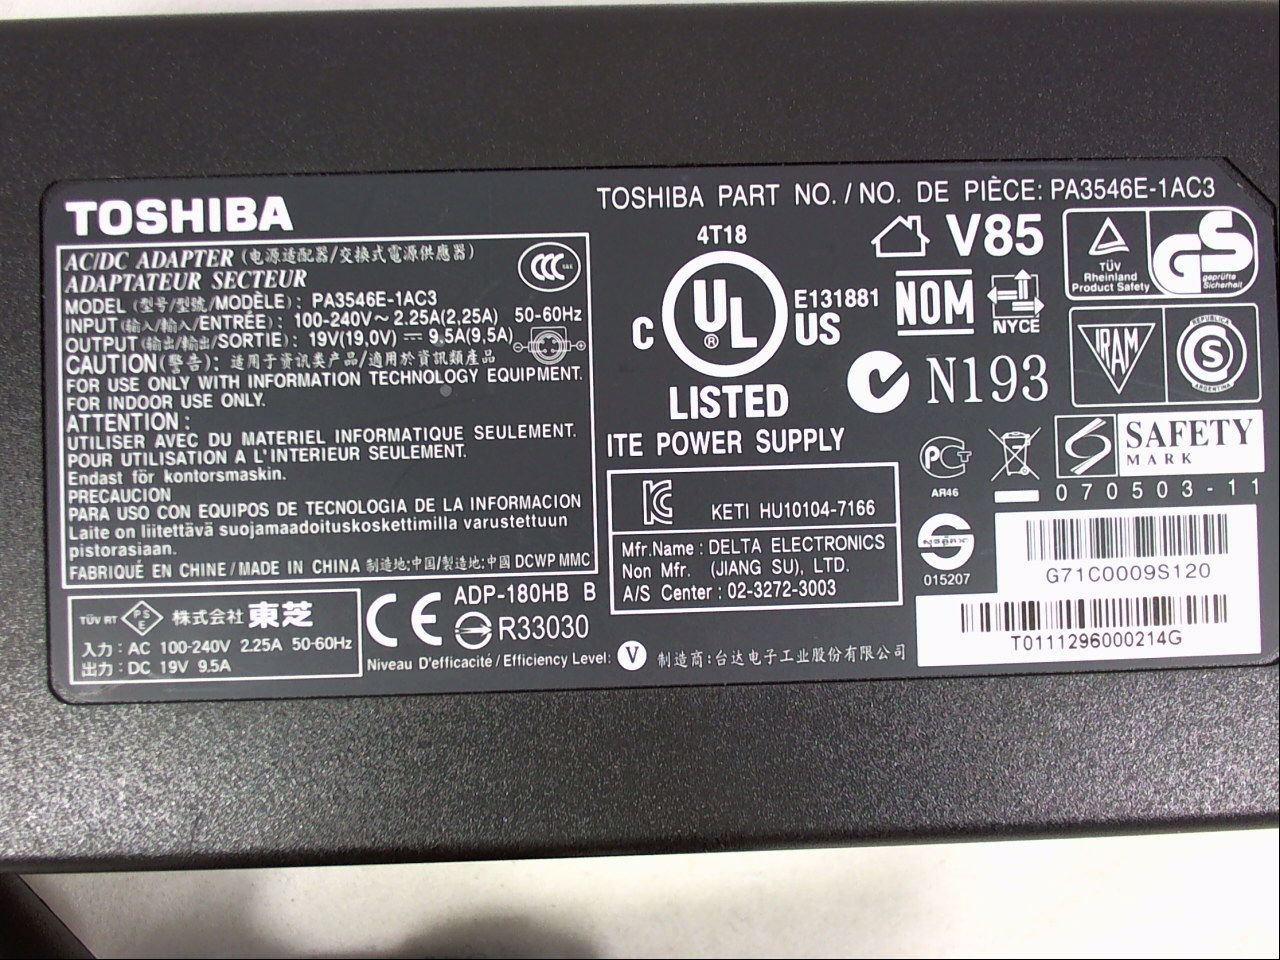 TOSHIBA
TOSHIBA PART NO. / NO. DE PIÈCE: PA3546E-1AC3
AC/DC ADAPTER (电源适配器/交換式電源供應器)
ADAPTATEUR SECTEUR
MODEL (型号/型號/MODÈLE): PA3546E-1AC3
INPUT (输入/輸入/ENTRÉE): 100-240V ~ 2.25A(2,25A) 50-60Hz
OUTPUT (输出/輸出/SORTIE): 19V(19,0V) ⎓ 9.5A(9,5A)
CAUTION (警告): 适用于资讯类产品/適用於資訊類產品
FOR USE ONLY WITH INFORMATION TECHNOLOGY EQUIPMENT.
FOR INDOOR USE ONLY.
ATTENTION:
UTILISER AVEC DU MATERIEL INFORMATIQUE SEULEMENT.
POUR UTILISATION A L'INTERIEUR SEULEMENT.
Endast för kontorsmaskin.
PRECAUCION
PARA USO CON EQUIPOS DE TECNOLOGIA DE LA INFORMACION
Laite on liitettävä suojamaadoituskoskettimilla varustettuun
pistorasiaan.
FABRIQUÉ EN CHINE/MADE IN CHINA 制造地:中国/製造地:中國 DCWP MMC
CCC
4T18
UL
®
C
E131881
US
LISTED
ITE POWER SUPPLY
V85
NOM
NYCE
N193
TÜV
Rheinland
Product Safety
GS
geprüfte
Sicherheit
IRAM
REPUBLICA
S
ARGENTINA
PCT
AR46
SAFETY
MARK
070503-11
KETI HU10104-7166
Mfr.Name: DELTA ELECTRONICS
Non Mfr. (JIANG SU), LTD.
A/S Center: 02-3272-3003
015207
G71C0009S120
T0111296000214G
TÜV RT
PSE
株式会社 東芝
入力: AC 100-240V 2.25A 50-60Hz
出力: DC 19V 9.5A
CE
ADP-180HB B
R33030
Niveau D'efficacité / Efficiency Level: V
制造商:台达电子工业股份有限公司